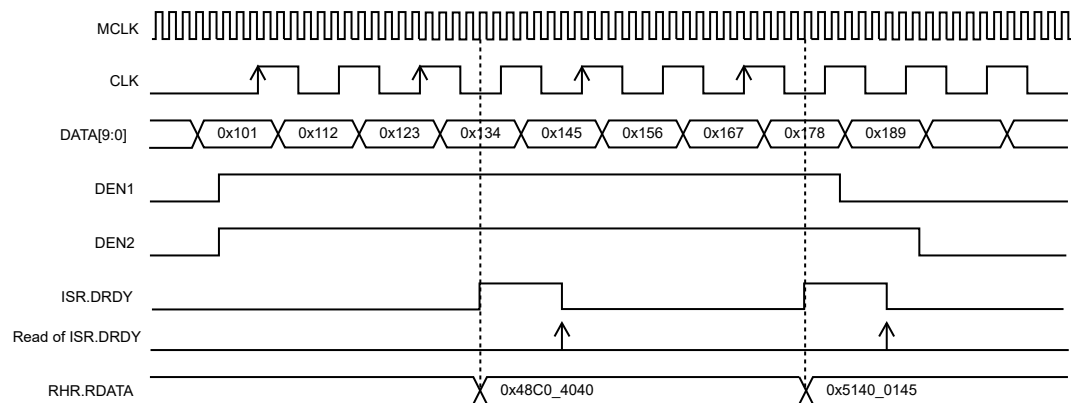 MCLK
CLK
DATA[9:0] 0x101 0x112 0x123 0x134 0x145 0x156 0x167 0x178 0x189
DEN1
DEN2
ISR.DRDY
Read of ISR.DRDY
RHR.RDATA 0x48C0_4040 0x5140_0145